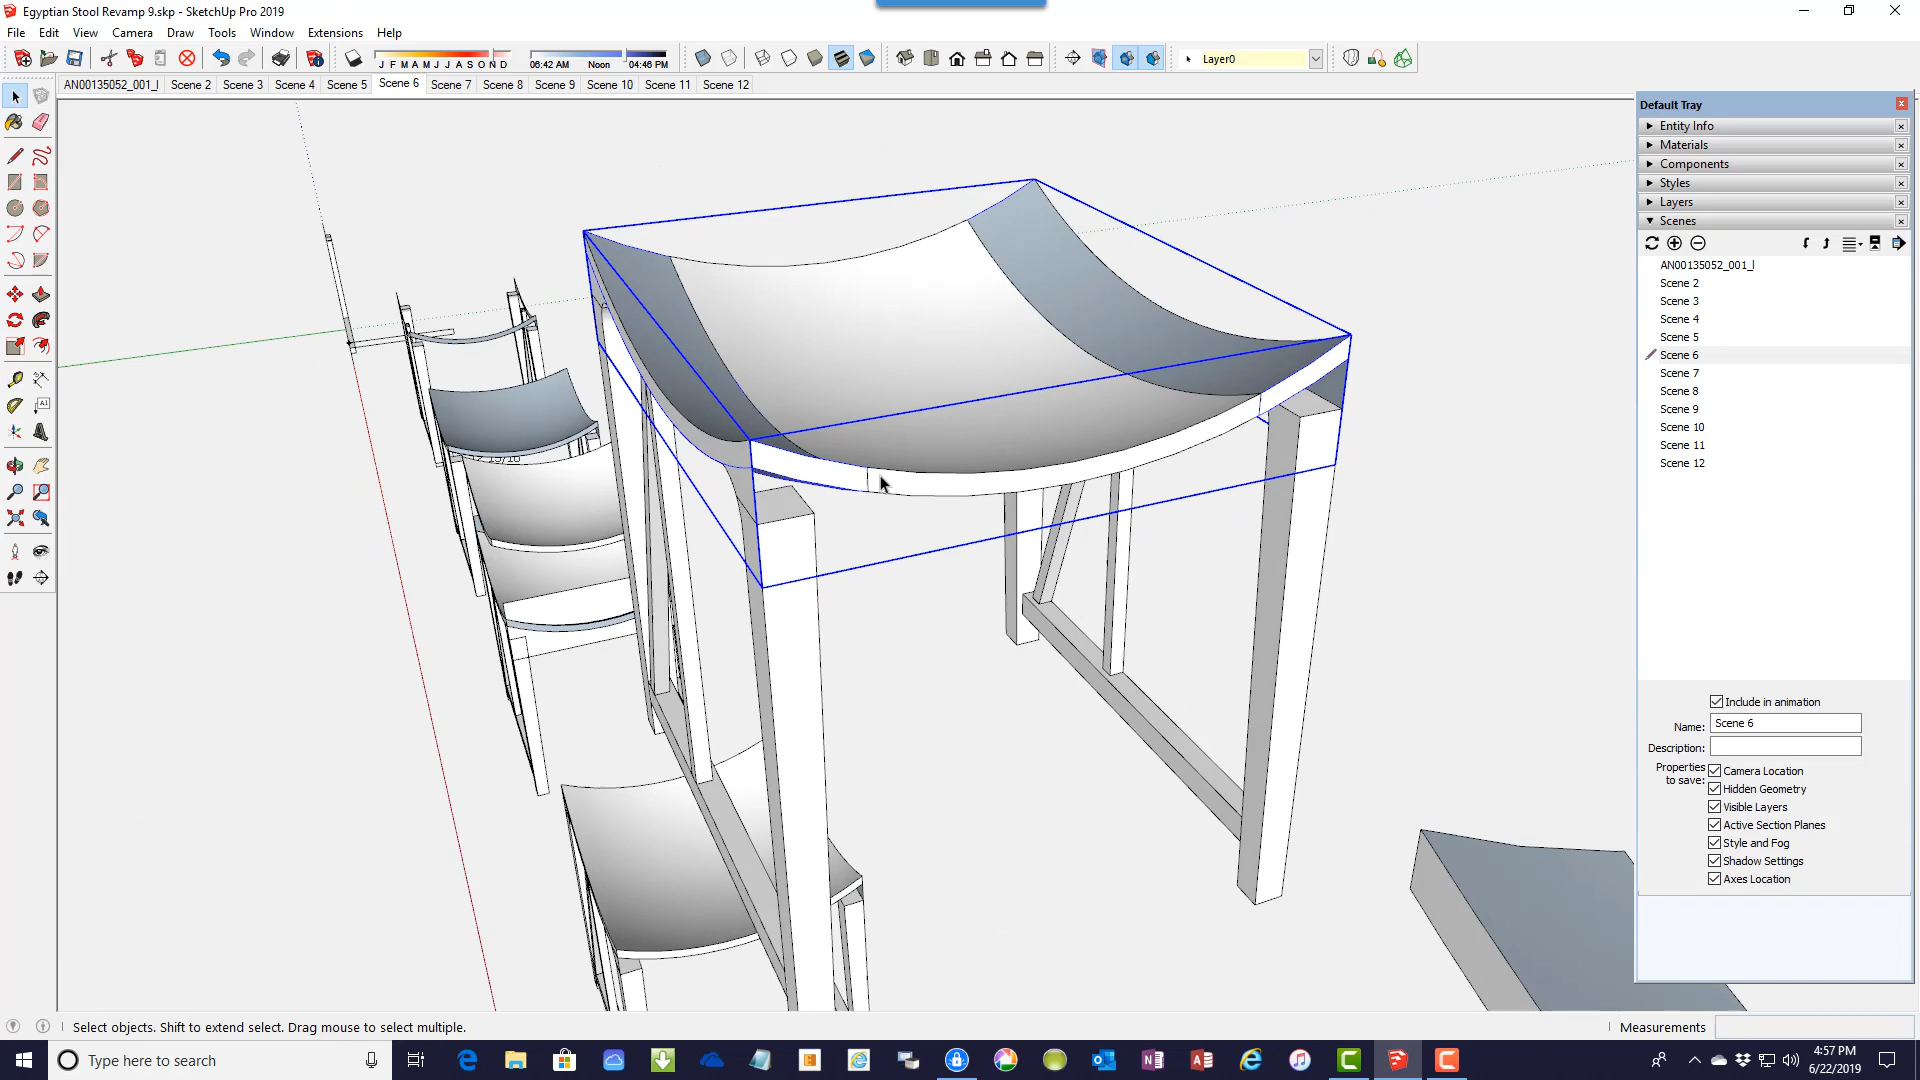 Egyptian Stool Revamp 9.skp - SketchUp Pro 2019
File Edit View Camera Draw Tools Window Extensions Help
J F M A M J J A S O N D
06:42 AM Noon 04:46 PM
Layer0
AN00135052_001_l Scene 2 Scene 3 Scene 4 Scene 5 Scene 6 Scene 7 Scene 8 Scene 9 Scene 10 Scene 11 Scene 12
Default Tray
Entity Info
Materials
Components
Styles
Layers
Scenes
AN00135052_001_l
Scene 2
Scene 3
Scene 4
Scene 5
Scene 6
Scene 7
Scene 8
Scene 9
Scene 10
Scene 11
Scene 12
Include in animation
Name: Scene 6
Description:
Properties to save:
Camera Location
Hidden Geometry
Visible Layers
Active Section Planes
Style and Fog
Shadow Settings
Axes Location
Select objects. Shift to extend select. Drag mouse to select multiple.
Measurements
Type here to search
4:57 PM
6/22/2019